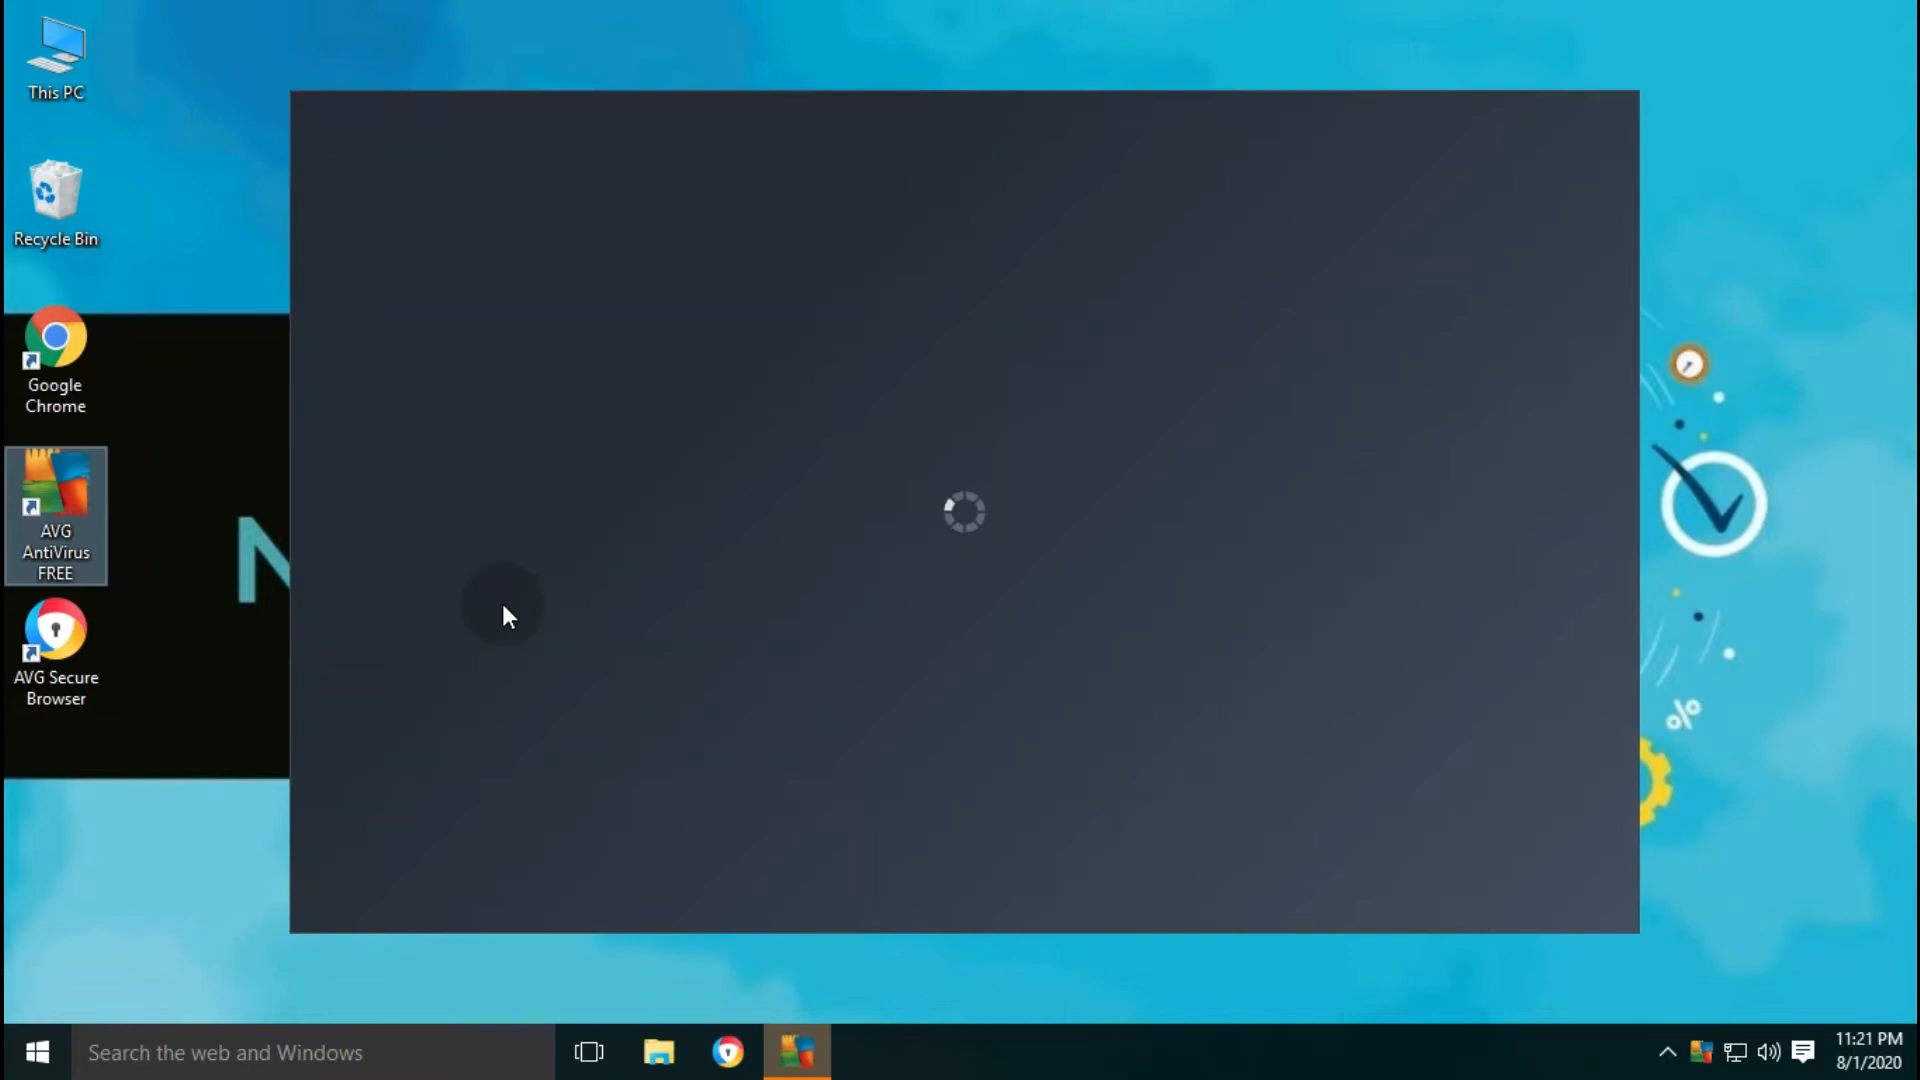 This PC
Recycle Bin
Google
Chrome
AVG
AntiVirus
FREE
AVG Secure
Browser
N
%
Search the web and Windows
11:21 PM
8/1/2020